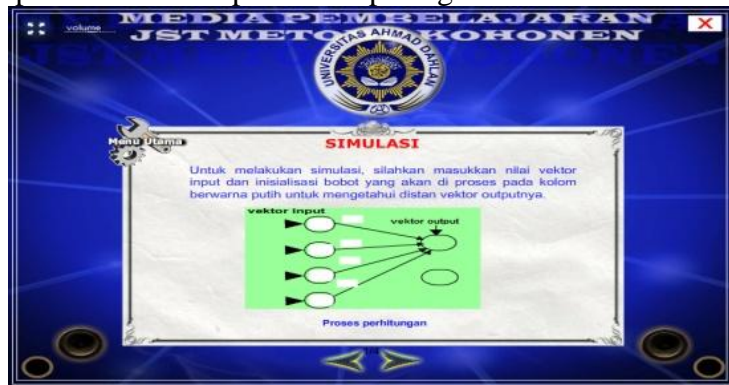 MEDIA PEMBELAJARAN
volume
JST METODE KOHONEN
UNIVERSITAS AHMAD DAHLAN
Menu Utama
SIMULASI
Untuk melakukan simulasi, silahkan masukkan nilai vektor
input dan inisialisasi bobot yang akan di proses pada kolom
berwarna putih untuk mengetahui distan vektor outputnya.
vektor input
vektor output
Proses perhitungan